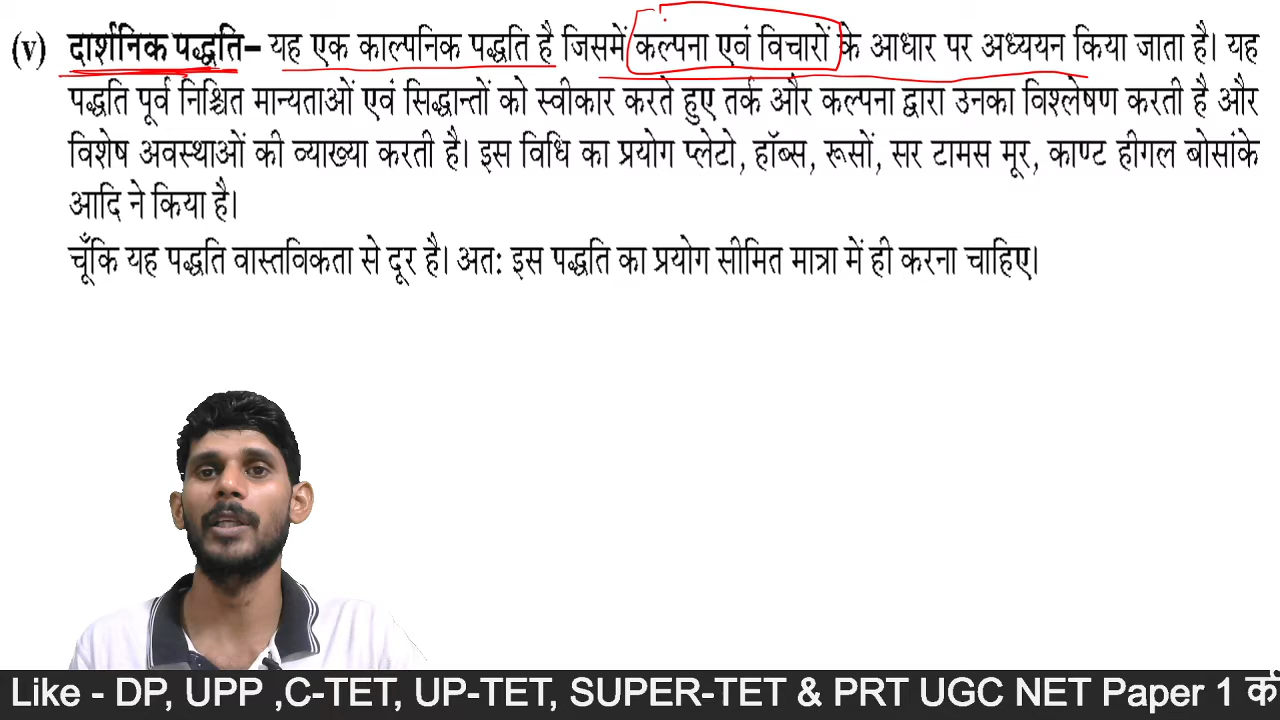 (v) दार्शनिक पद्धति– यह एक काल्पनिक पद्धति है जिसमें कल्पना एवं विचारों के आधार पर अध्ययन किया जाता है। यह
पद्धति पूर्व निश्चित मान्यताओं एवं सिद्धान्तों को स्वीकार करते हुए तर्क और कल्पना द्वारा उनका विश्लेषण करती है और
विशेष अवस्थाओं की व्याख्या करती है। इस विधि का प्रयोग प्लेटो, हॉब्स, रूसों, सर टामस मूर, काण्ट हीगल बोसांके
आदि ने किया है।
चूँकि यह पद्धति वास्तविकता से दूर है। अत: इस पद्धति का प्रयोग सीमित मात्रा में ही करना चाहिए।
Like - DP, UPP ,C-TET, UP-TET, SUPER-TET & PRT UGC NET Paper 1 की